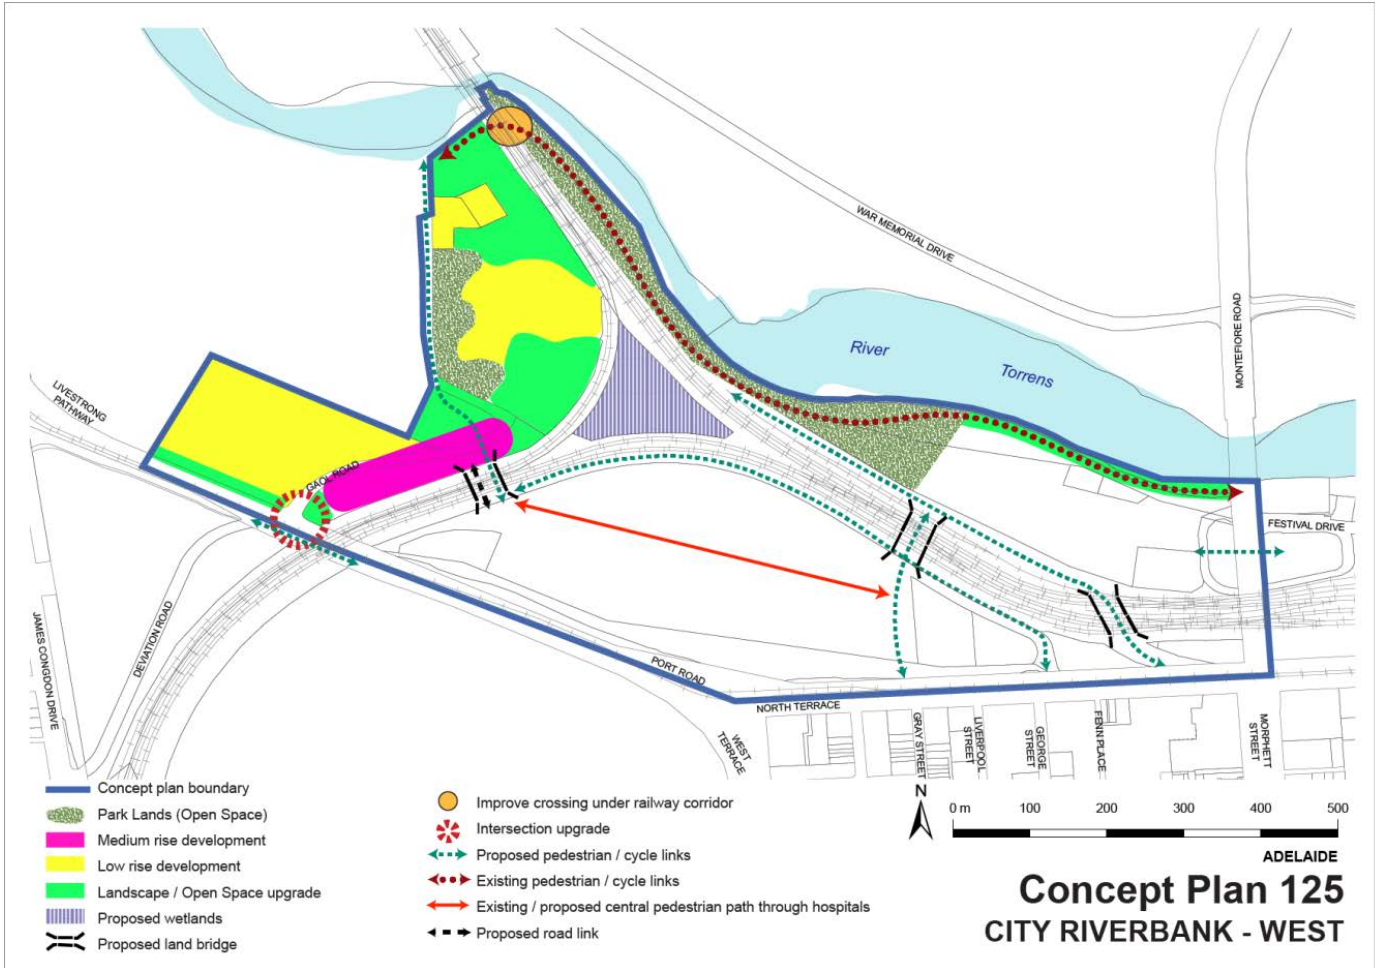 WAR MEMORIAL DRIVE
MONTEFIORE ROAD
River
Torrens
LIVESTRONG
PATHWAY
GAOL ROAD
FESTIVAL DRIVE
JAMES CONGDON DRIVE
DEVIATION ROAD
PORT ROAD
NORTH TERRACE
WEST
TERRACE
GRAY STREET
LIVERPOOL
STREET
GEORGE
STREET
FENN PLACE
MORPHETT
STREET
Concept plan boundary
Park Lands (Open Space)
Medium rise development
Low rise development
Landscape / Open Space upgrade
Proposed wetlands
Proposed land bridge
Improve crossing under railway corridor
Intersection upgrade
Proposed pedestrian / cycle links
Existing pedestrian / cycle links
Existing / proposed central pedestrian path through hospitals
Proposed road link
N
0 m 100 200 300 400 500
ADELAIDE
Concept Plan 125
CITY RIVERBANK - WEST